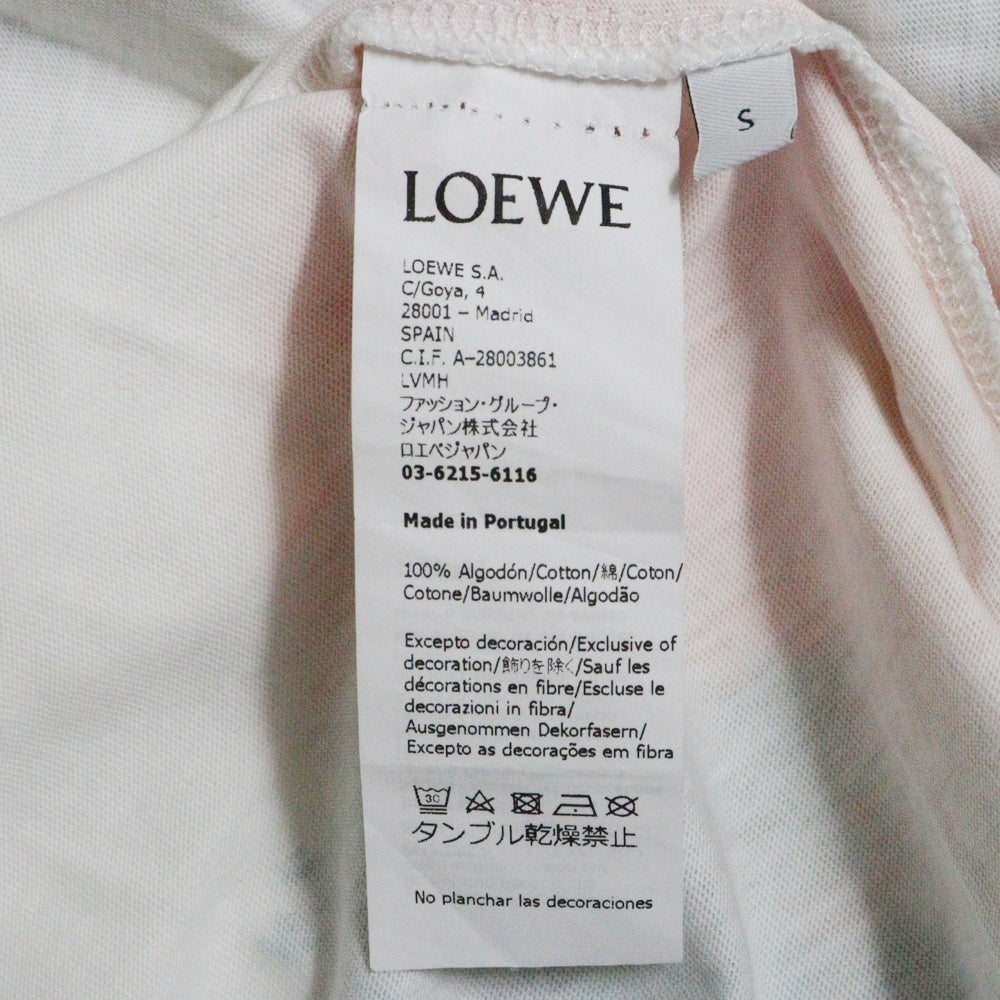 S
LOEWE
LOEWE S.A.
C/Goya, 4
28001 – Madrid
SPAIN
C.I.F. A–28003861
LVMH
ファッション・グループ・
ジャパン株式会社
ロエベジャパン
03-6215-6116
Made in Portugal
100% Algodón/Cotton/綿/Coton/
Cotone/Baumwolle/Algodão
Excepto decoración/Exclusive of
decoration/飾りを除く/Sauf les
décorations en fibre/Escluse le
decorazioni in fibra/
Ausgenommen Dekorfasern/
Excepto as decorações em fibra
30
タンブル乾燥禁止
No planchar las decoraciones